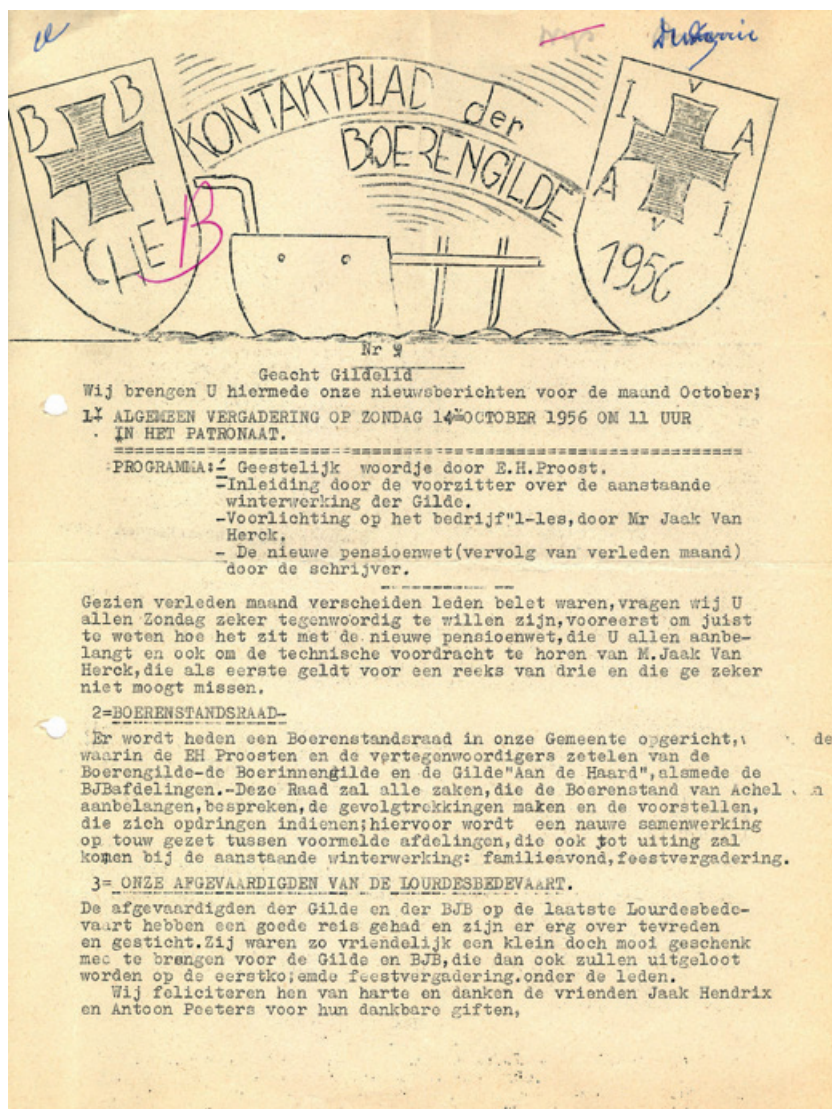 BB
ACHEL
B
KONTAKTBLAD der
BOERENGILDE
I V A
A V I
1956
Nr 9
Geacht Gildelid
Wij brengen U hiermede onze nieuwsberichten voor de maand October;
1= ALGEMEEN VERGADERING OP ZONDAG 14 OCTOBER 1956 OM 11 UUR
IN HET PATRONAAT.
PROGRAMMA:- Geestelijk woordje door E.H.Proost.
-Inleiding door de voorzitter over de aanstaande
winterwerking der Gilde.
-Voorlichting op het bedrijf"1-les,door Mr Jaak Van
Herck.
- De nieuwe pensioenwet(vervolg van verleden maand)
door de schrijver.
Gezien verleden maand verscheiden leden belet waren,vragen wij U
allen Zondag zeker tegenwoordig te willen zijn,vooreerst om juist
te weten hoe het zit met de nieuwe pensioenwet,die U allen aanbe-
langt en ook om de technische voordracht te horen van M.Jaak Van
Herck,die als eerste geldt voor een reeks van drie en die ge zeker
niet moogt missen.
2=BOERENSTANDSRAAD-
Er wordt heden een Boerenstandsraad in onze Gemeente opgericht, de
waarin de EH Proosten en de vertegenwoordigers zetelen van de
Boerengilde-de Boerinnengilde en de Gilde"Aan de Haard",alsmede de
BJBafdelingen.-Deze Raad zal alle zaken,die de Boerenstand van Achel
aanbelangen,bespreken,de gevolgtrekkingen maken en de voorstellen,
die zich opdringen indienen;hiervoor wordt een nauwe samenwerking
op touw gezet tussen voormelde afdelingen,die ook tot uiting zal
komen bij de aanstaande winterwerking: familieavond,feestvergadering.
3= ONZE AFGEVAARDIGDEN VAN DE LOURDESBEDEVAART.
De afgevaardigden der Gilde en der BJB op de laatste Lourdesbede-
vaart hebben een goede reis gehad en zijn er erg over tevreden
en gesticht.Zij waren zo vriendelijk een klein doch mooi geschenk
mee te brengen voor de Gilde en BJB,die dan ook zullen uitgeloot
worden op de eerstko;emde feestvergadering.onder de leden.
Wij feliciteren hen van harte en danken de vrienden Jaak Hendrix
en Antoon Peeters voor hun dankbare giften,